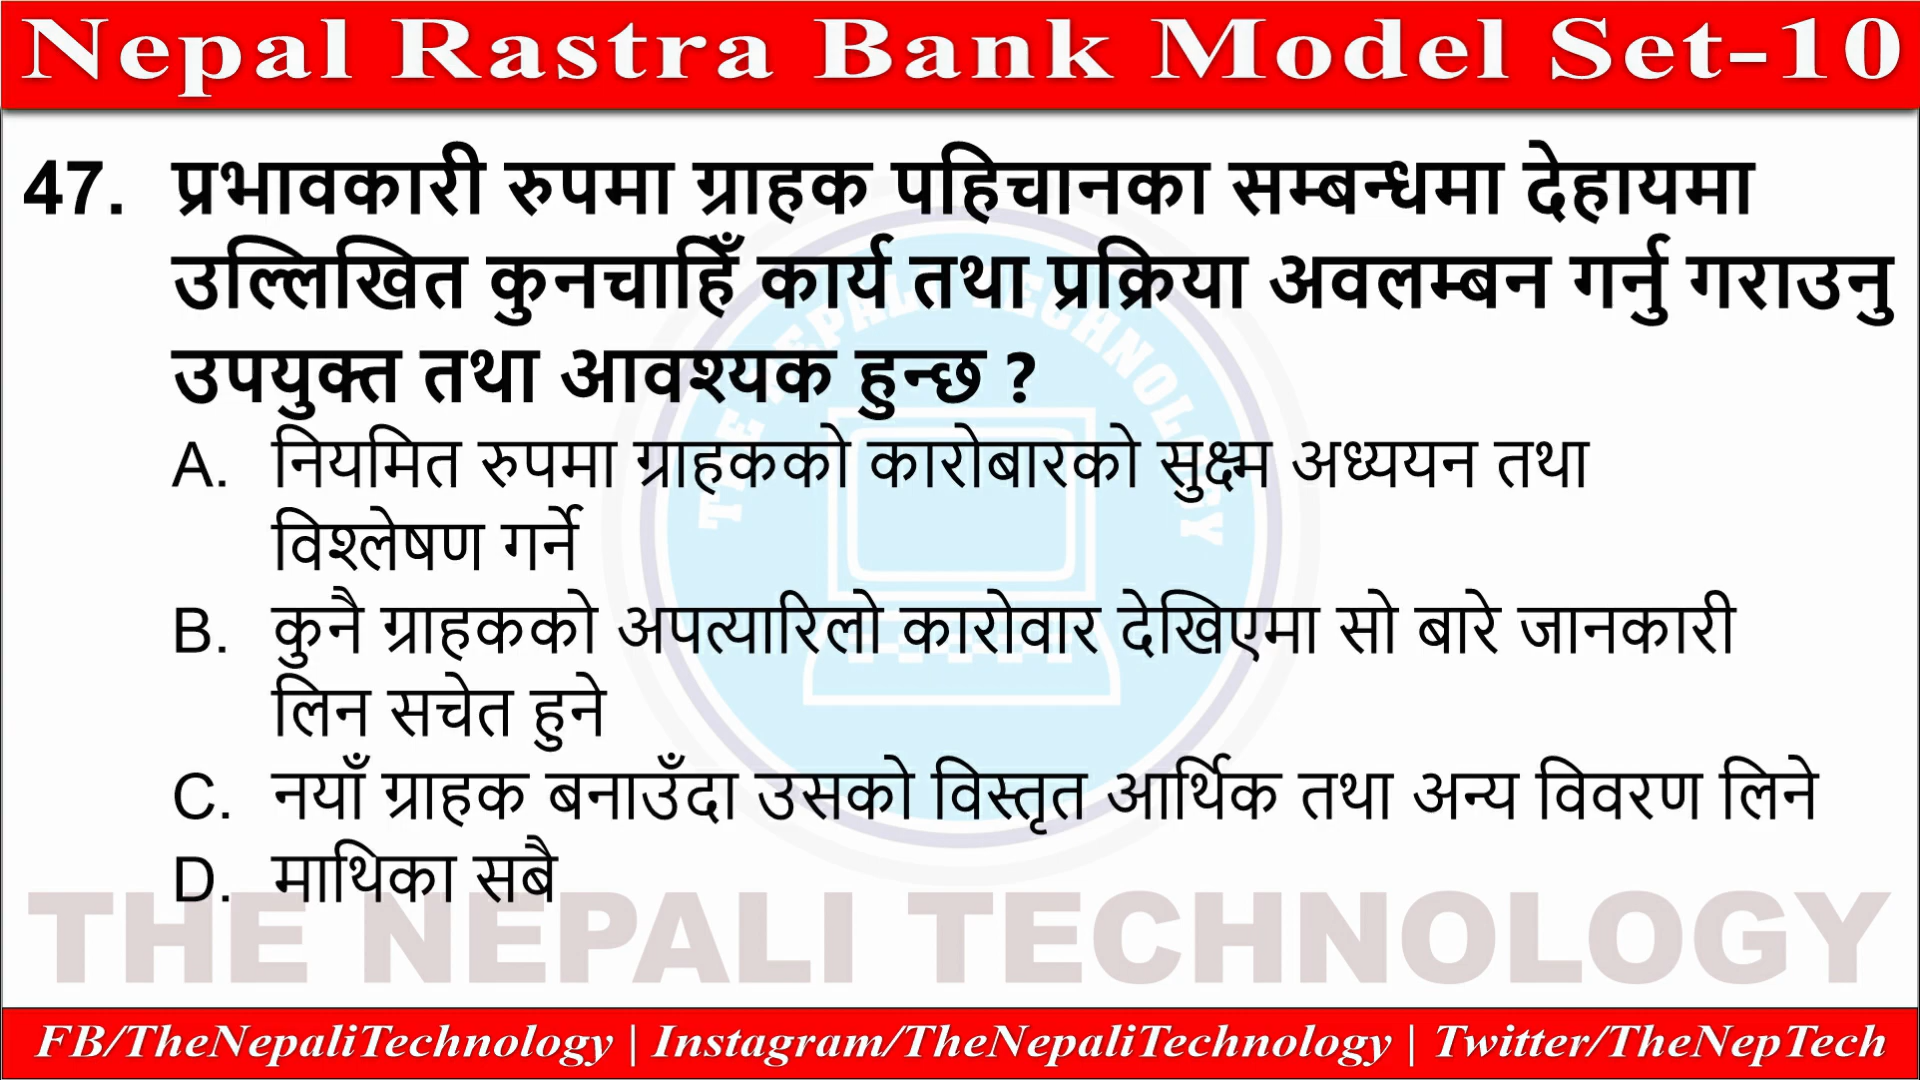 Nepal Rastra Bank Model Set-10
47. प्रभावकारी रुपमा ग्राहक पहिचानका सम्बन्धमा देहायमा
उल्लिखित कुनचाहिँ कार्य तथा प्रक्रिया अवलम्बन गर्नु गराउनु
उपयुक्त तथा आवश्यक हुन्छ ?
A. नियमित रुपमा ग्राहकको कारोबारको सुक्ष्म अध्ययन तथा
विश्लेषण गर्ने
B. कुनै ग्राहकको अपत्यारिलो कारोवार देखिएमा सो बारे जानकारी
लिन सचेत हुने
C. नयाँ ग्राहक बनाउँदा उसको विस्तृत आर्थिक तथा अन्य विवरण लिने
D. माथिका सबै
THE NEPALI TECHNOLOGY
THE NEPALI TECHNOLOGY
FB/TheNepaliTechnology | Instagram/TheNepaliTechnology | Twitter/TheNepTech